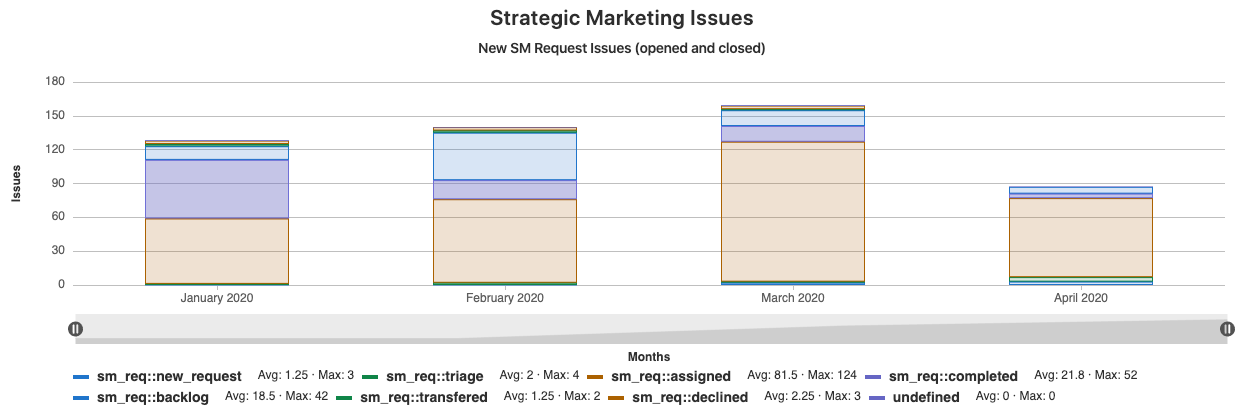 Strategic Marketing Issues
New SM Request Issues (opened and closed)
180
150
120
90
60
30
0
Issues
January 2020 February 2020 March 2020 April 2020
Months
sm_req::new_request Avg: 1.25 · Max: 3 sm_req::triage Avg: 2 · Max: 4 sm_req::assigned Avg: 81.5 · Max: 124 sm_req::completed Avg: 21.8 · Max: 52
sm_req::backlog Avg: 18.5 · Max: 42 sm_req::transfered Avg: 1.25 · Max: 2 sm_req::declined Avg: 2.25 · Max: 3 undefined Avg: 0 · Max: 0